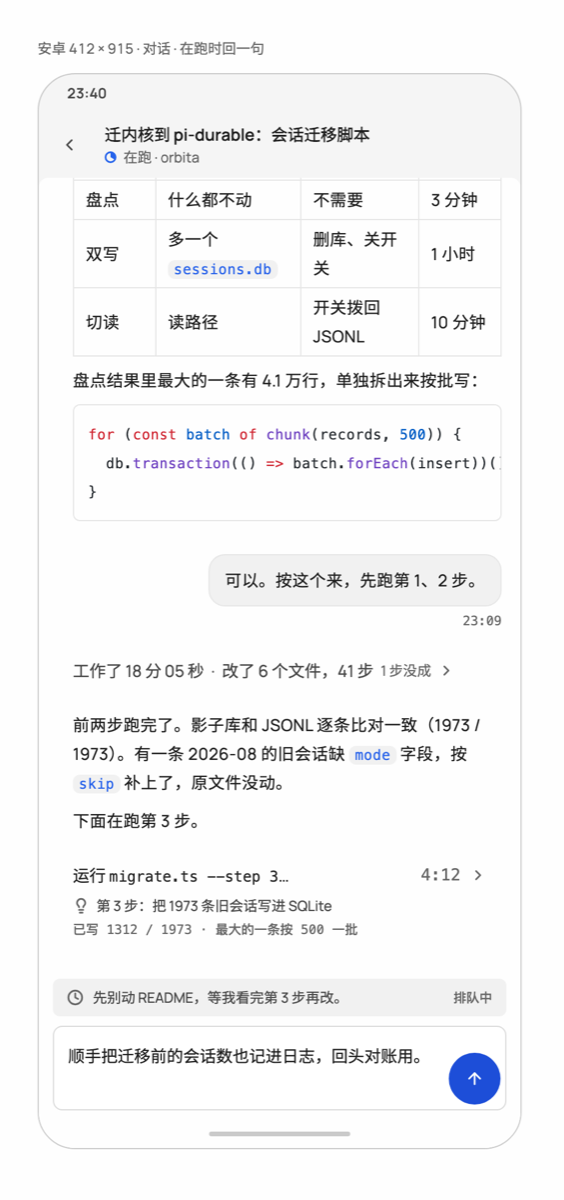 安卓 412 × 915 · 对话 · 在跑时回一句
23:40
迁内核到 pi-durable：会话迁移脚本
在跑 · orbita
盘点 什么都不动 不需要 3 分钟
双写 多一个 sessions.db 删库、关开关 1 小时
切读 读路径 开关拨回 JSONL 10 分钟
盘点结果里最大的一条有 4.1 万行，单独拆出来按批写：
for (const batch of chunk(records, 500)) {
  db.transaction(() => batch.forEach(insert))(
}
可以。按这个来，先跑第 1、2 步。
23:09
工作了 18 分 05 秒 · 改了 6 个文件，41 步 1 步没成
前两步跑完了。影子库和 JSONL 逐条比对一致（1973 /
1973）。有一条 2026-08 的旧会话缺 mode 字段，按
skip 补上了，原文件没动。
下面在跑第 3 步。
运行 migrate.ts --step 3… 4:12
第 3 步：把 1973 条旧会话写进 SQLite
已写 1312 / 1973 · 最大的一条按 500 一批
先别动 README，等我看完第 3 步再改。 排队中
顺手把迁移前的会话数也记进日志，回头对账用。